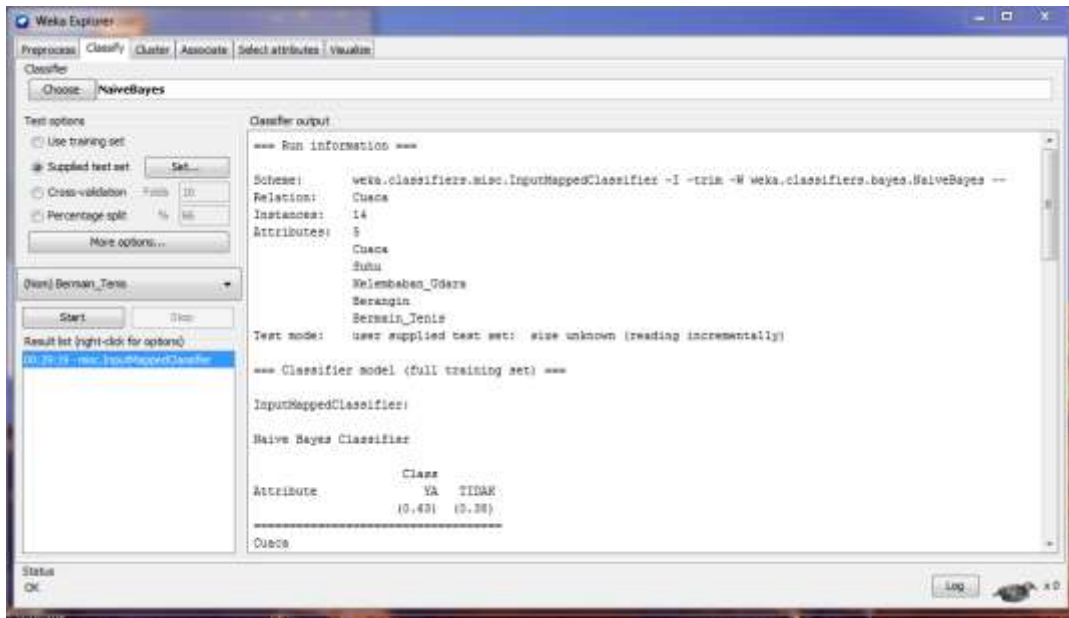 Weka Explorer
Preprocess Classify Cluster Associate Select attributes Visualize
Classifier
Choose NaiveBayes
Test options
Use training set
Supplied test set Set...
Cross-validation Folds 10
Percentage split % 66
More options...
(Nom) Bermain_Tenis
Start Stop
Result list (right-click for options)
misc.InputMappedClassifier
Classifier output
=== Run information ===
Scheme: weka.classifiers.misc.InputMappedClassifier -I -trim -W weka.classifiers.bayes.NaiveBayes --
Relation: Cuaca
Instances: 14
Attributes: 5
Cuaca
Suhu
Kelembaban_Udara
Berangin
Bermain_Tenis
Test mode: user supplied test set: size unknown (reading incrementally)
=== Classifier model (full training set) ===
InputMappedClassifier:
Naive Bayes Classifier
Class
Attribute YA TIDAK
(0.63) (0.38)
==================================
Cuaca
Status
OK
Log x 0